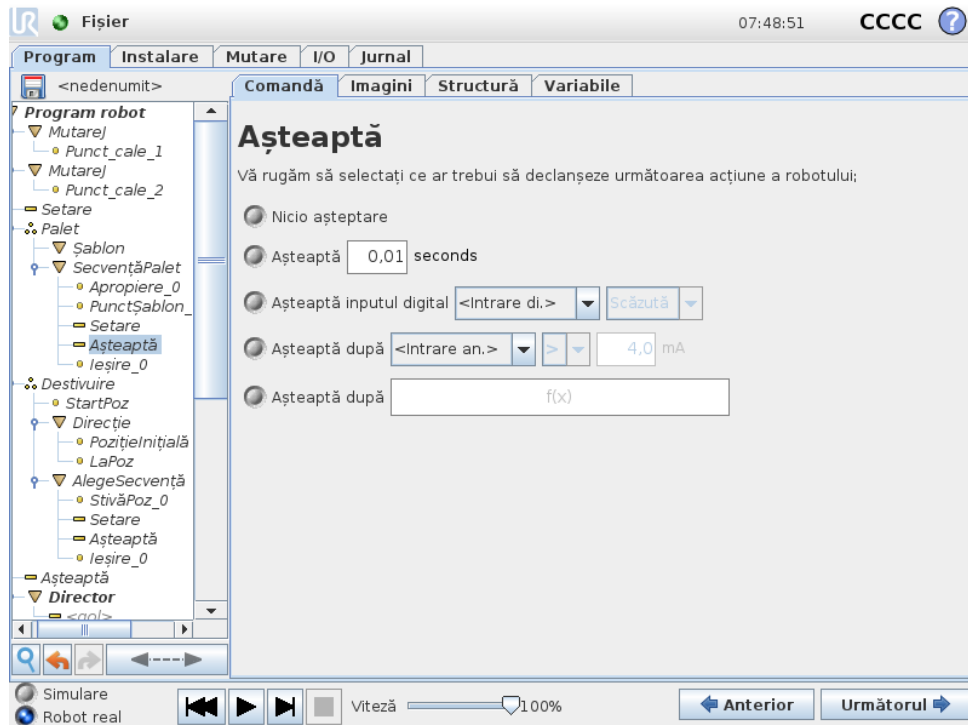 UR Fișier 07:48:51 CCCC ?
Program Instalare Mutare I/O Jurnal
<nedenumit>
Comandă Imagini Structură Variabile
Program robot
MutareJ
Punct_cale_1
MutareJ
Punct_cale_2
Setare
Palet
Șablon
SecvențăPalet
Apropiere_0
PunctȘablon_
Setare
Așteaptă
Ieșire_0
Destivuire
StartPoz
Direcție
PozițieInițială
LaPoz
AlegeSecvență
StivăPoz_0
Setare
Așteaptă
Ieșire_0
Așteaptă
Director
<gol>
Așteaptă
Vă rugăm să selectați ce ar trebui să declanșeze următoarea acțiune a robotului;
Nicio așteptare
Așteaptă 0,01 seconds
Așteaptă inputul digital <Intrare di.> Scăzută
Așteaptă după <Intrare an.> > 4,0 mA
Așteaptă după f(x)
Simulare
Robot real
Viteză 100%
Anterior Următorul